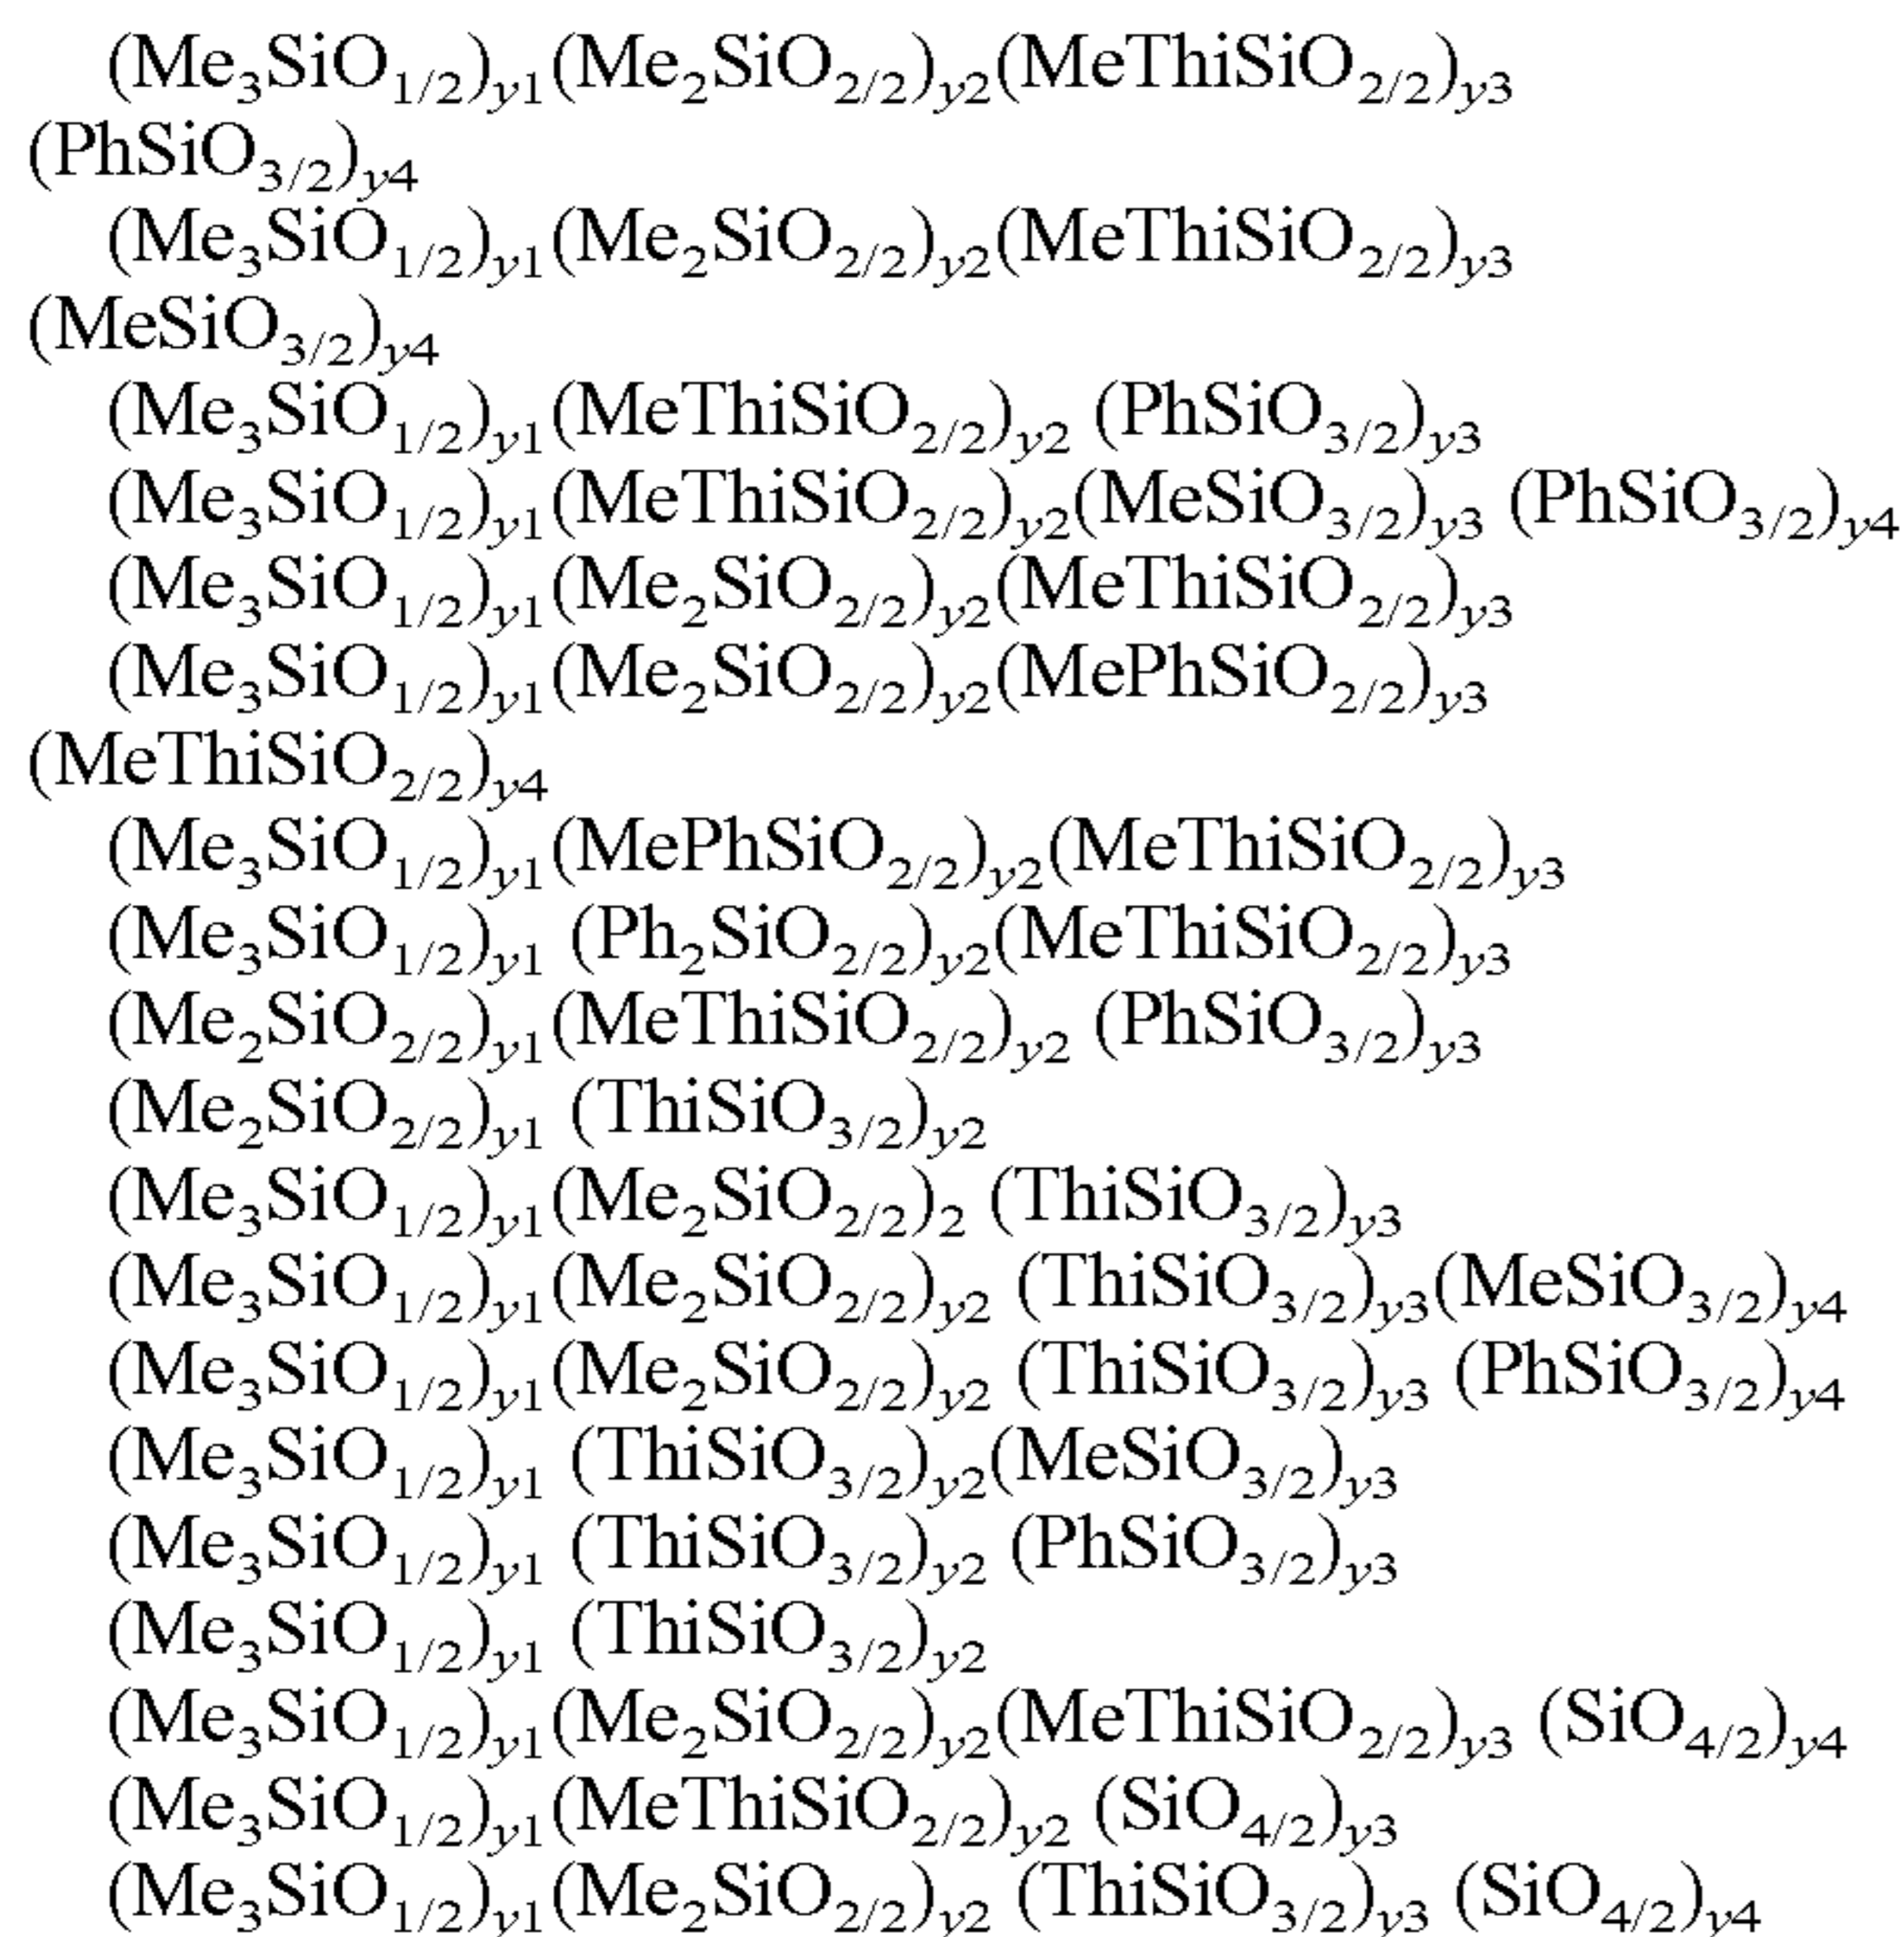 (Me₃SiO₁/₂)y1(Me₂SiO₂/₂)y2(MeThiSiO₂/₂)y3
(PhSiO₃/₂)y4
(Me₃SiO₁/₂)y1(Me₂SiO₂/₂)y2(MeThiSiO₂/₂)y3
(MeSiO₃/₂)y4
(Me₃SiO₁/₂)y1(MeThiSiO₂/₂)y2 (PhSiO₃/₂)y3
(Me₃SiO₁/₂)y1(MeThiSiO₂/₂)y2(MeSiO₃/₂)y3 (PhSiO₃/₂)y4
(Me₃SiO₁/₂)y1(Me₂SiO₂/₂)y2(MeThiSiO₂/₂)y3
(Me₃SiO₁/₂)y1(Me₂SiO₂/₂)y2(MePhSiO₂/₂)y3
(MeThiSiO₂/₂)y4
(Me₃SiO₁/₂)y1(MePhSiO₂/₂)y2(MeThiSiO₂/₂)y3
(Me₃SiO₁/₂)y1 (Ph₂SiO₂/₂)y2(MeThiSiO₂/₂)y3
(Me₂SiO₂/₂)y1(MeThiSiO₂/₂)y2 (PhSiO₃/₂)y3
(Me₂SiO₂/₂)y1 (ThiSiO₃/₂)y2
(Me₃SiO₁/₂)y1(Me₂SiO₂/₂)₂ (ThiSiO₃/₂)y3
(Me₃SiO₁/₂)y1(Me₂SiO₂/₂)y2 (ThiSiO₃/₂)y3(MeSiO₃/₂)y4
(Me₃SiO₁/₂)y1(Me₂SiO₂/₂)y2 (ThiSiO₃/₂)y3 (PhSiO₃/₂)y4
(Me₃SiO₁/₂)y1 (ThiSiO₃/₂)y2(MeSiO₃/₂)y3
(Me₃SiO₁/₂)y1 (ThiSiO₃/₂)y2 (PhSiO₃/₂)y3
(Me₃SiO₁/₂)y1 (ThiSiO₃/₂)y2
(Me₃SiO₁/₂)y1(Me₂SiO₂/₂)y2(MeThiSiO₂/₂)y3 (SiO₄/₂)y4
(Me₃SiO₁/₂)y1(MeThiSiO₂/₂)y2 (SiO₄/₂)y3
(Me₃SiO₁/₂)y1(Me₂SiO₂/₂)y2 (ThiSiO₃/₂)y3 (SiO₄/₂)y4